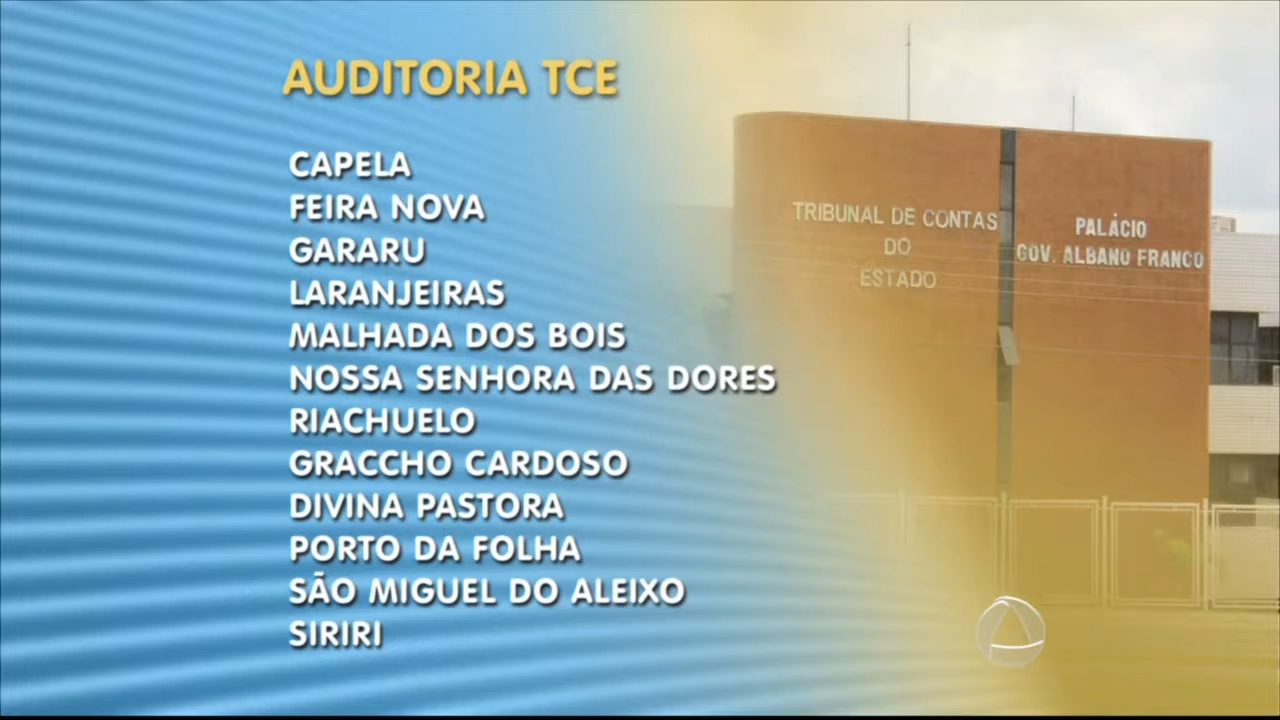 AUDITORIA TCE
CAPELA
FEIRA NOVA
GARARU
LARANJEIRAS
MALHADA DOS BOIS
NOSSA SENHORA DAS DORES
RIACHUELO
GRACCHO CARDOSO
DIVINA PASTORA
PORTO DA FOLHA
SÃO MIGUEL DO ALEIXO
SIRIRI
TRIBUNAL DE CONTAS
DO
ESTADO
PALÁCIO
GOV. ALBANO FRANCO